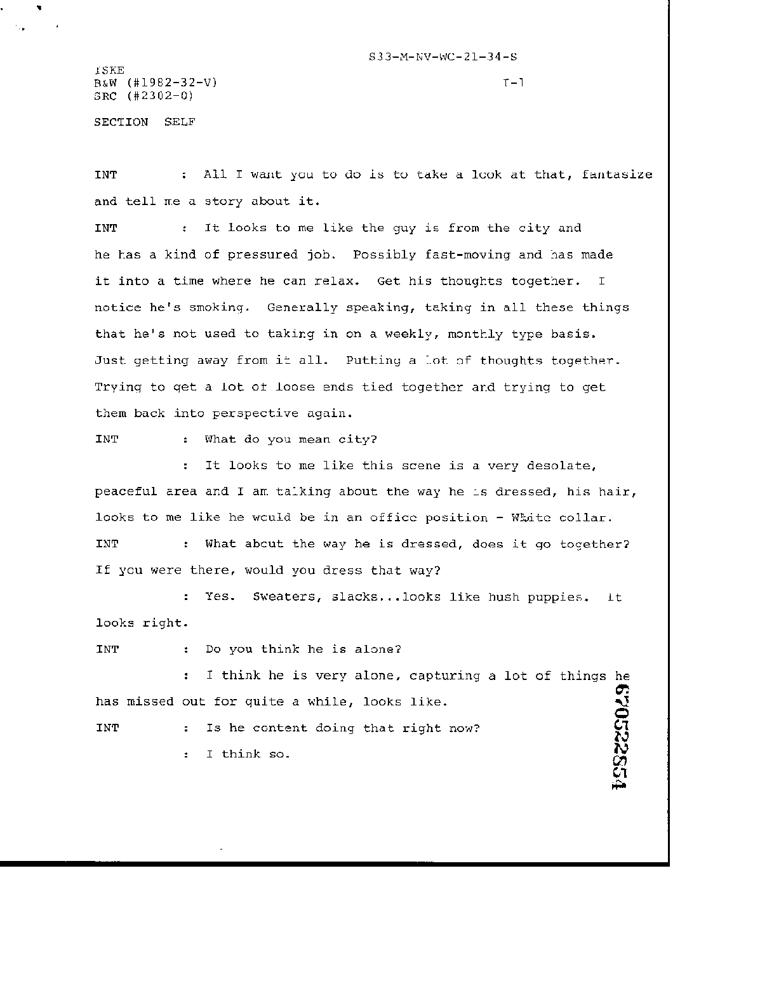 S33-M-NV-WC-21-34-S
ISKE
B&W (#1982-32-V) T-1
SRC (#2302-0)
SECTION SELF
INT : All I want you to do is to take a look at that, fantasize
and tell me a story about it.
INT : It looks to me like the guy is from the city and
he has a kind of pressured job. Possibly fast-moving and has made
it into a time where he can relax. Get his thoughts together. I
notice he's smoking. Generally speaking, taking in all these things
that he's not used to taking in on a weekly, monthly type basis.
Just getting away from it all. Putting a lot of thoughts together.
Trying to get a lot of loose ends tied together and trying to get
them back into perspective again.
INT : What do you mean city?
: It looks to me like this scene is a very desolate,
peaceful area and I am talking about the way he is dressed, his hair,
looks to me like he would be in an office position - White collar.
INT : What about the way he is dressed, does it go together?
If you were there, would you dress that way?
: Yes. Sweaters, slacks...looks like hush puppies. It
looks right.
INT : Do you think he is alone?
: I think he is very alone, capturing a lot of things he
has missed out for quite a while, looks like.
INT : Is he content doing that right now?
: I think so.
670522854